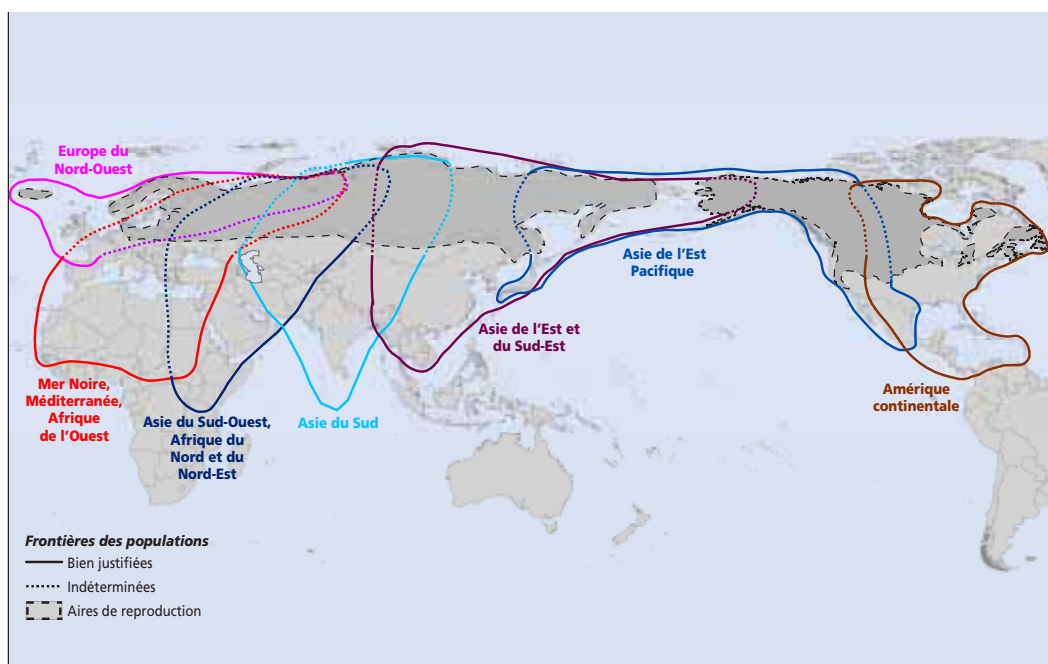 Europe du
Nord-Ouest
Asie de l’Est
Pacifique
Asie de l’Est et
du Sud-Est
Mer Noire,
Méditerranée,
Afrique
de l’Ouest
Asie du Sud-Ouest,
Afrique du
Nord et du
Nord-Est
Asie du Sud
Amérique
continentale
Frontières des populations
Bien justifiées
Indéterminées
Aires de reproduction